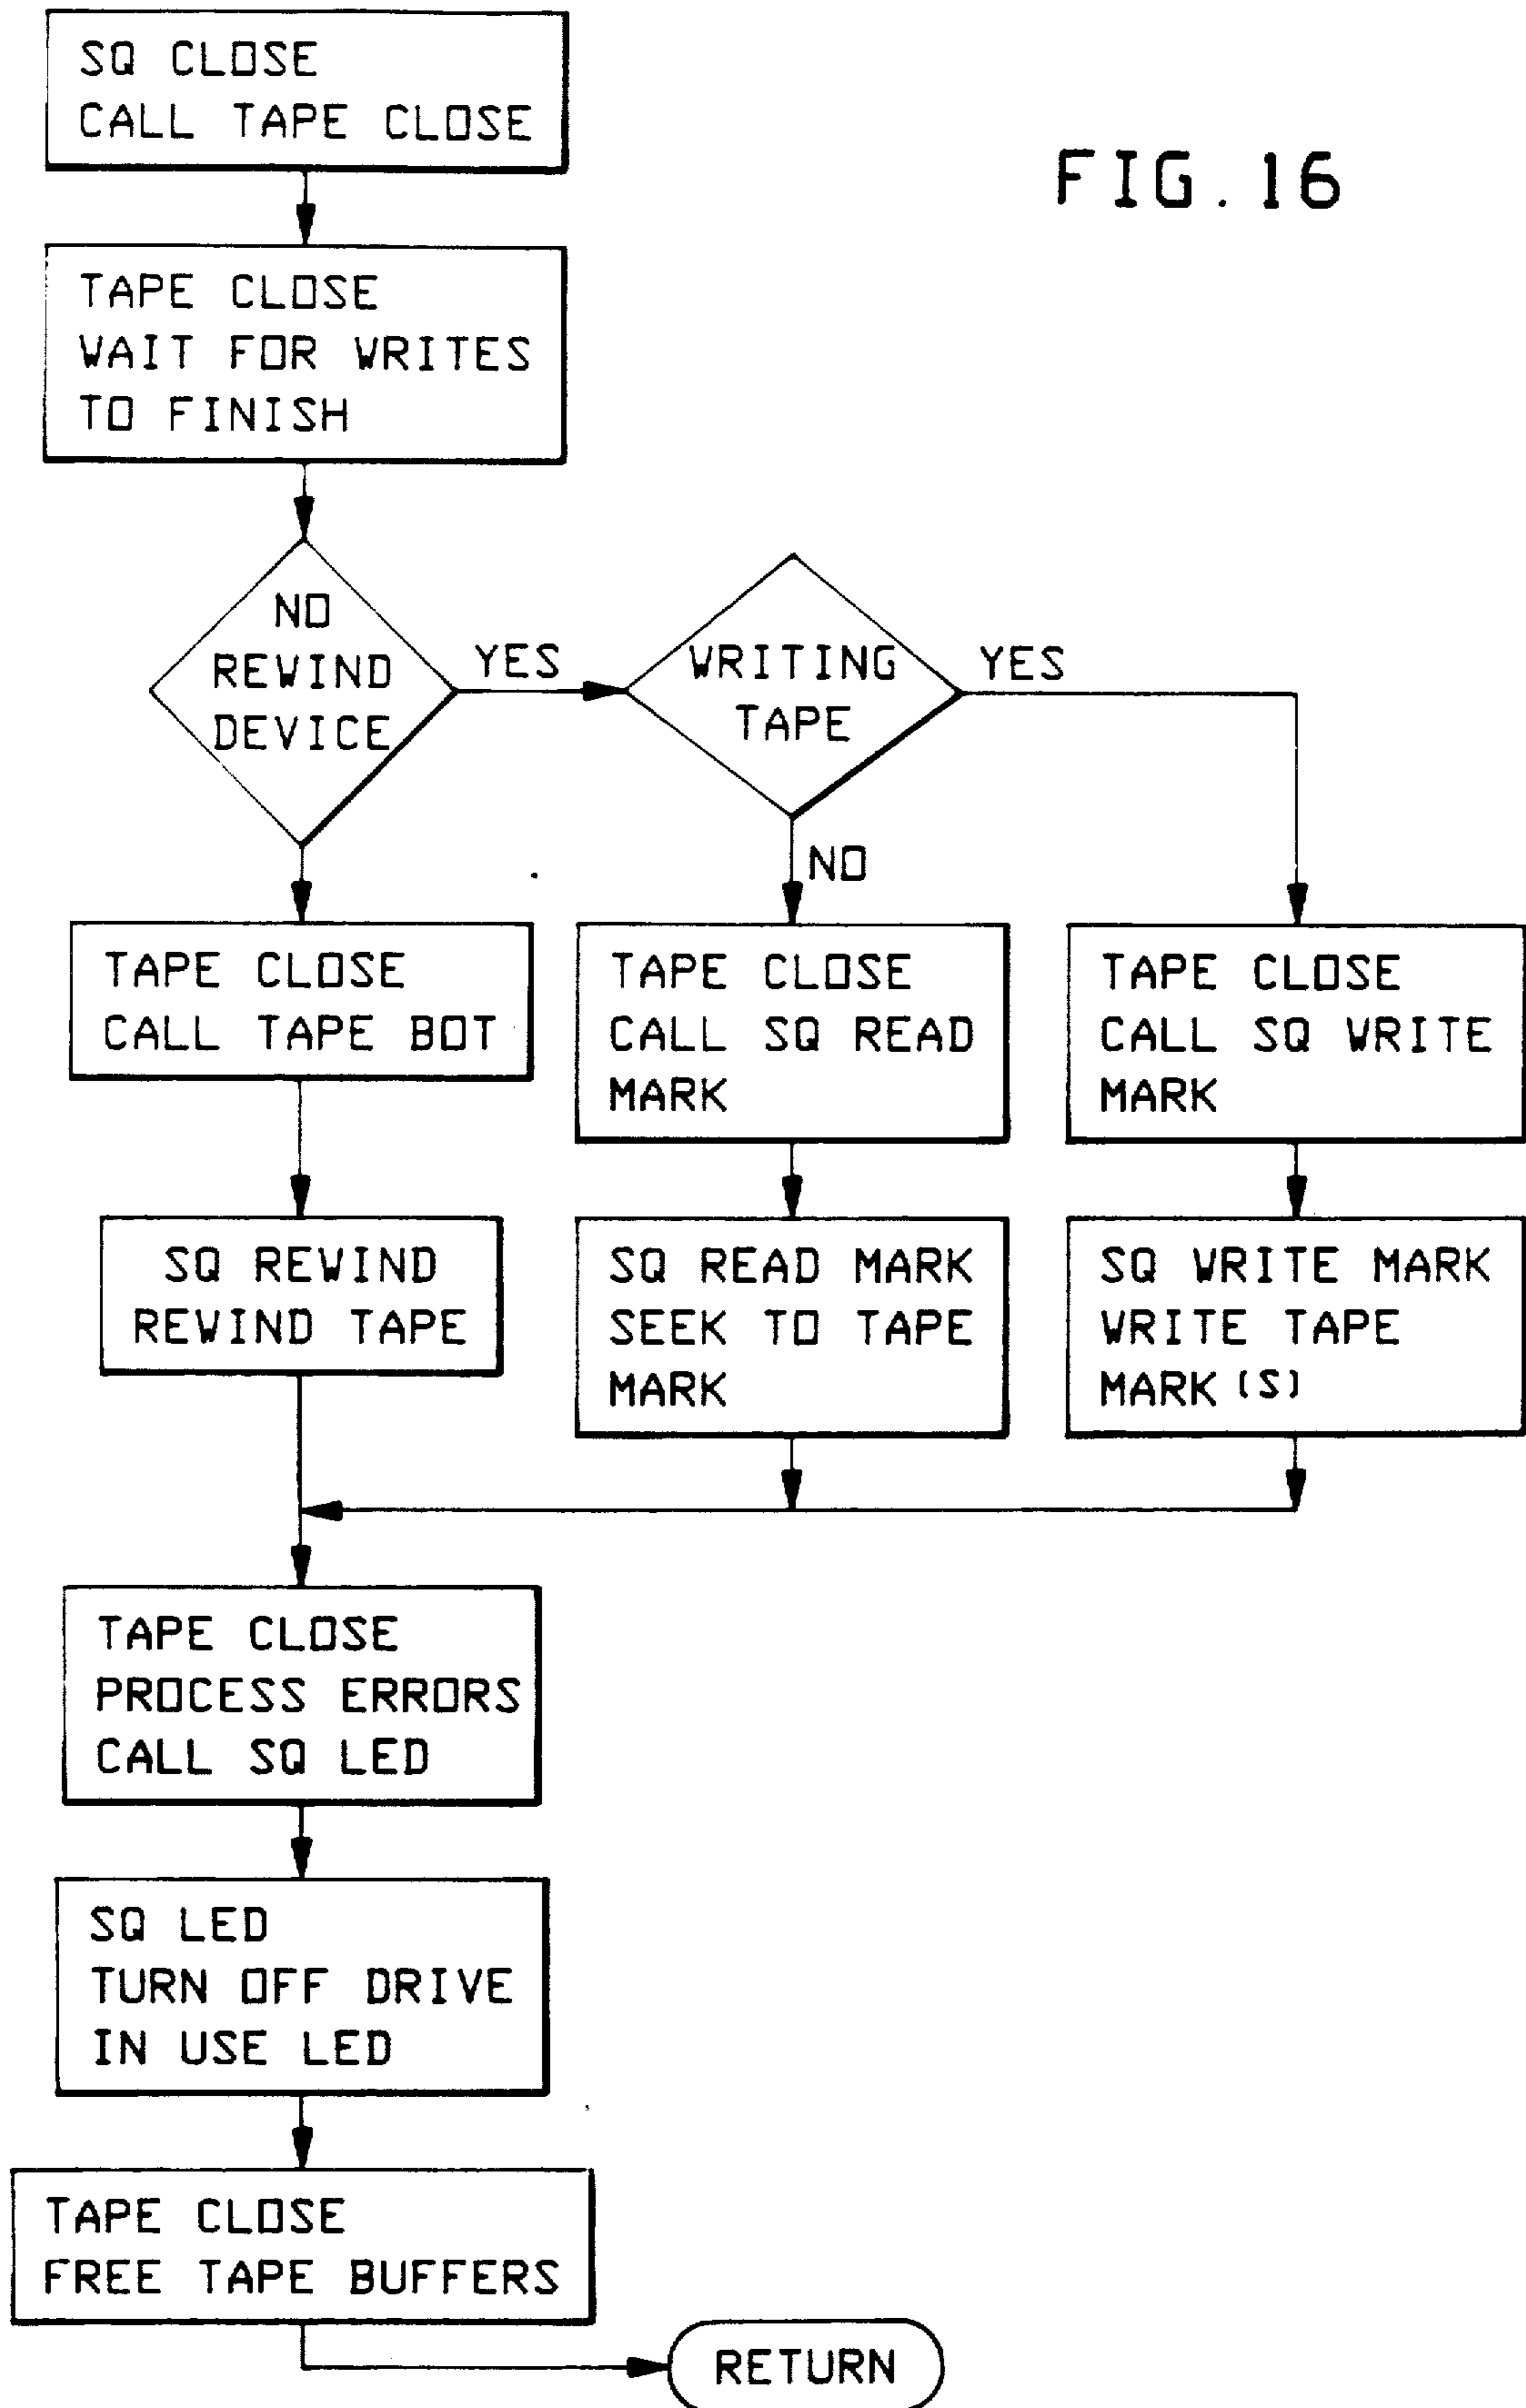 SQ CLOSE
CALL TAPE CLOSE
FIG. 16
TAPE CLOSE
WAIT FOR WRITES
TO FINISH
NO
REWIND
DEVICE
YES
WRITING
TAPE
YES
NO
TAPE CLOSE
CALL TAPE BOT
TAPE CLOSE
CALL SQ READ
MARK
TAPE CLOSE
CALL SQ WRITE
MARK
SQ REWIND
REWIND TAPE
SQ READ MARK
SEEK TO TAPE
MARK
SQ WRITE MARK
WRITE TAPE
MARK (S)
TAPE CLOSE
PROCESS ERRORS
CALL SQ LED
SQ LED
TURN OFF DRIVE
IN USE LED
TAPE CLOSE
FREE TAPE BUFFERS
RETURN